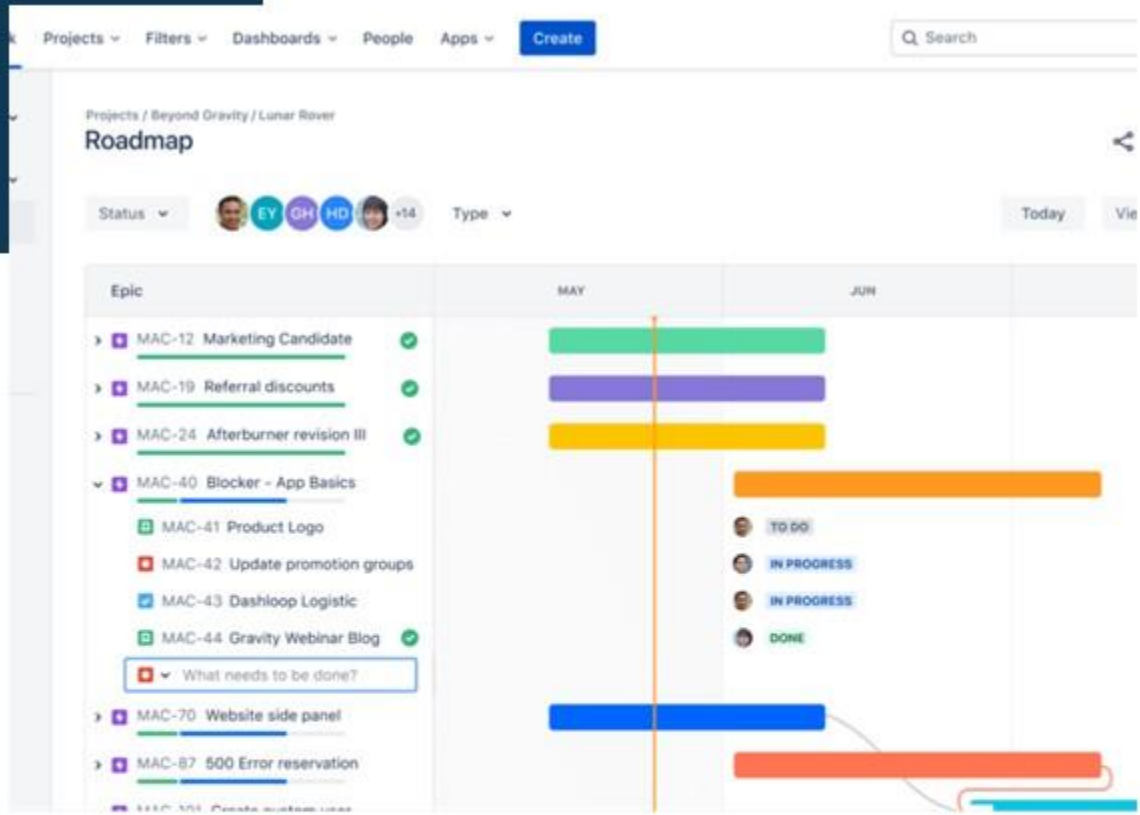 Projects Filters Dashboards People Apps Create Search
Projects / Beyond Gravity / Lunar Rover
Roadmap
Status EY GH HD +14 Type Today
Epic MAY JUN
MAC-12 Marketing Candidate
MAC-19 Referral discounts
MAC-24 Afterburner revision III
MAC-40 Blocker - App Basics
MAC-41 Product Logo TO DO
MAC-42 Update promotion groups IN PROGRESS
MAC-43 Dashloop Logistic IN PROGRESS
MAC-44 Gravity Webinar Blog DONE
What needs to be done?
MAC-70 Website side panel
MAC-87 500 Error reservation